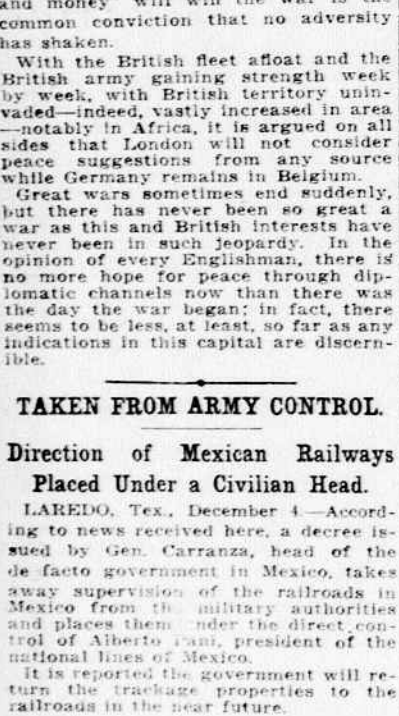 and money will win the war is the
common conviction that no adversity
has shaken.
With the British fleet afloat and the
British army gaining strength week
by week, with British territory unin-
vaded—indeed, vastly increased in area
—notably in Africa, it is argued on all
sides that London will not consider
peace suggestions from any source
while Germany remains in Belgium.
Great wars sometimes end suddenly,
but there has never been so great a
war as this and British interests have
never been in such jeopardy. In the
opinion of every Englishman, there is
no more hope for peace through dip-
lomatic channels now than there was
the day the war began; in fact, there
seems to be less, at least, so far as any
indications in this capital are discern-
ible.
TAKEN FROM ARMY CONTROL.
Direction of Mexican Railways
Placed Under a Civilian Head.
LAREDO, Tex., December 4.—Accord-
ing to news received here, a decree is-
sued by Gen. Carranza, head of the
de facto government in Mexico, takes
away supervision of the railroads in
Mexico from the military authorities
and places them under the direct con-
trol of Alberto Pani, president of the
national lines of Mexico.
It is reported the government will re-
turn the trackage properties to the
railroads in the near future.